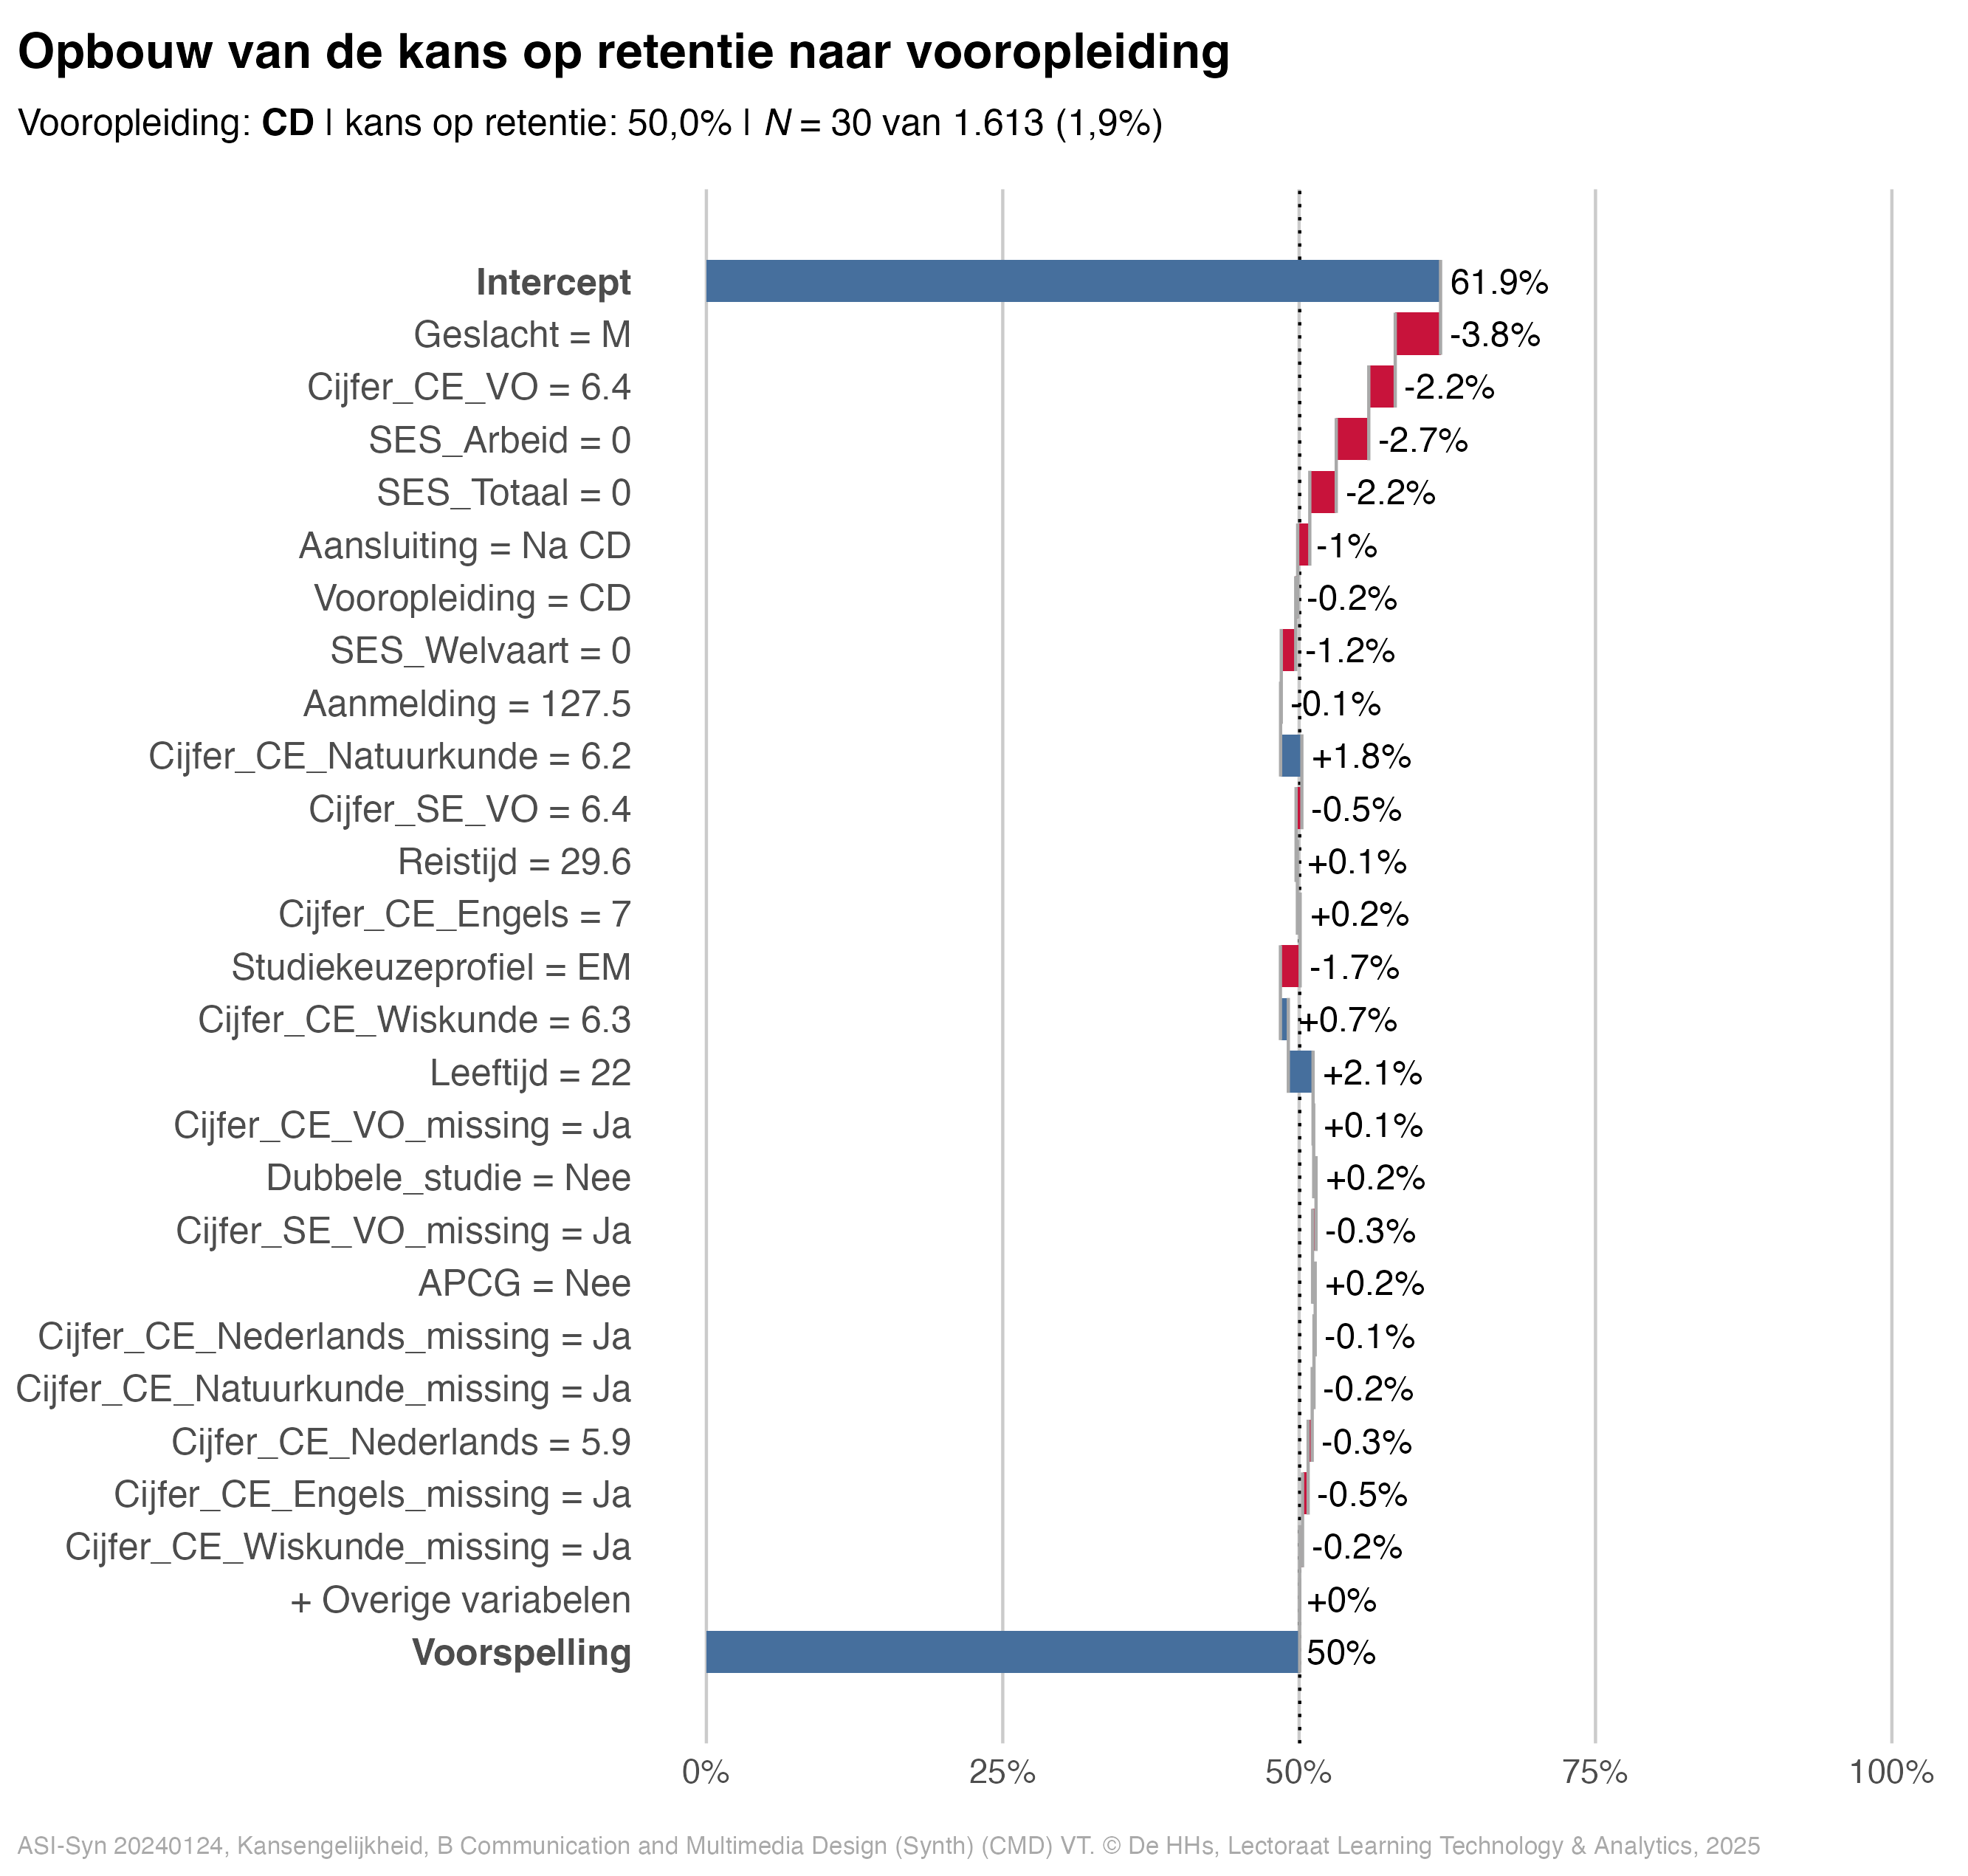 Opbouw van de kans op retentie naar vooropleiding
Vooropleiding: CD | kans op retentie: 50,0% | N = 30 van 1.613 (1,9%)
Intercept 61.9%
Geslacht = M -3.8%
Cijfer_CE_VO = 6.4 -2.2%
SES_Arbeid = 0 -2.7%
SES_Totaal = 0 -2.2%
Aansluiting = Na CD -1%
Vooropleiding = CD -0.2%
SES_Welvaart = 0 -1.2%
Aanmelding = 127.5 -0.1%
Cijfer_CE_Natuurkunde = 6.2 +1.8%
Cijfer_SE_VO = 6.4 -0.5%
Reistijd = 29.6 +0.1%
Cijfer_CE_Engels = 7 +0.2%
Studiekeuzeprofiel = EM -1.7%
Cijfer_CE_Wiskunde = 6.3 +0.7%
Leeftijd = 22 +2.1%
Cijfer_CE_VO_missing = Ja +0.1%
Dubbele_studie = Nee +0.2%
Cijfer_SE_VO_missing = Ja -0.3%
APCG = Nee +0.2%
Cijfer_CE_Nederlands_missing = Ja -0.1%
Cijfer_CE_Natuurkunde_missing = Ja -0.2%
Cijfer_CE_Nederlands = 5.9 -0.3%
Cijfer_CE_Engels_missing = Ja -0.5%
Cijfer_CE_Wiskunde_missing = Ja -0.2%
+ Overige variabelen +0%
Voorspelling 50%
0% 25% 50% 75% 100%
ASI-Syn 20240124, Kansengelijkheid, B Communication and Multimedia Design (Synth) (CMD) VT. © De HHs, Lectoraat Learning Technology & Analytics, 2025